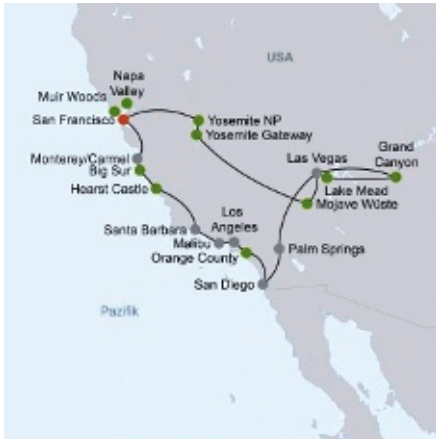 USA
Napa
Valley
Muir Woods
San Francisco
Yosemite NP
Yosemite Gateway
Monterey/Carmel
Big Sur
Hearst Castle
Las Vegas
Grand
Canyon
Lake Mead
Mojave Wüste
Santa Barbara
Los
Angeles
Malibu
Orange County
Palm Springs
San Diego
Pazifik